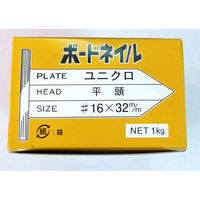 ボードネイル
PLATE ユニクロ
HEAD 平頭
SIZE #16×32m/m
紙:箱 NET 1kg